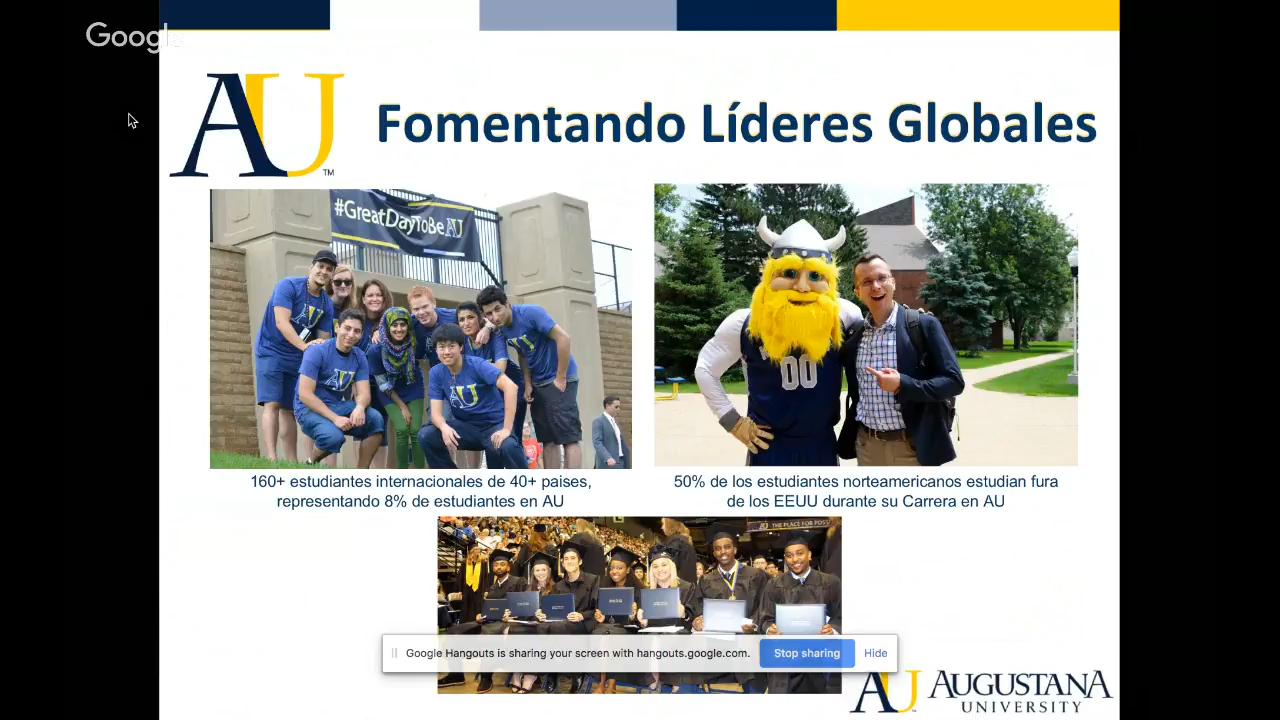 Google
AU
TM
Fomentando Líderes Globales
#GreatDayToBeAU
AU
AU
AU
00
160+ estudiantes internacionales de 40+ paises,
representando 8% de estudiantes en AU
50% de los estudiantes norteamericanos estudian fura
de los EEUU durante su Carrera en AU
AU THE PLACE FOR
Google Hangouts is sharing your screen with hangouts.google.com.
Stop sharing
Hide
AU
AUGUSTANA
UNIVERSITY